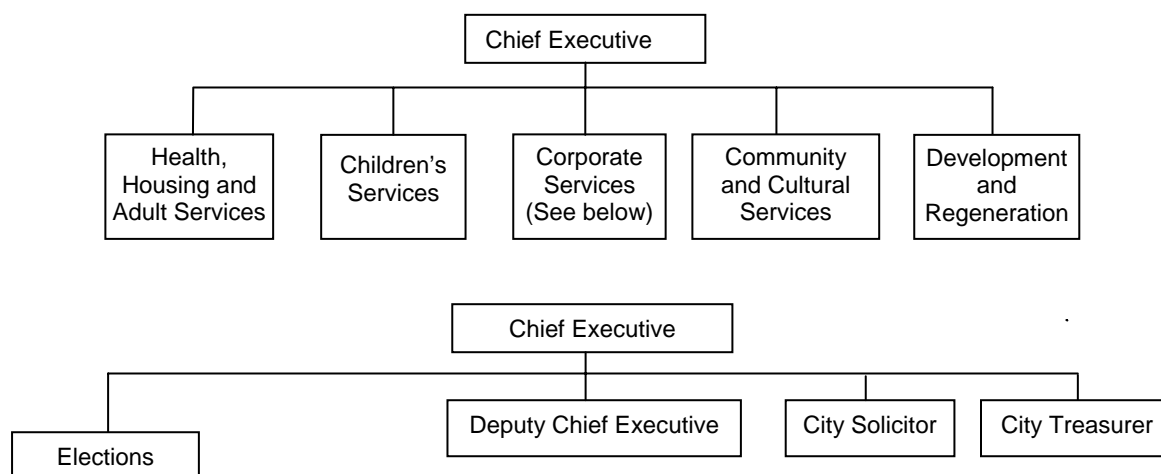 Chief Executive
Health,
Housing and
Adult Services
Children's
Services
Corporate
Services
(See below)
Community
and Cultural
Services
Development
and
Regeneration
Chief Executive
Deputy Chief Executive
City Solicitor
City Treasurer
Elections